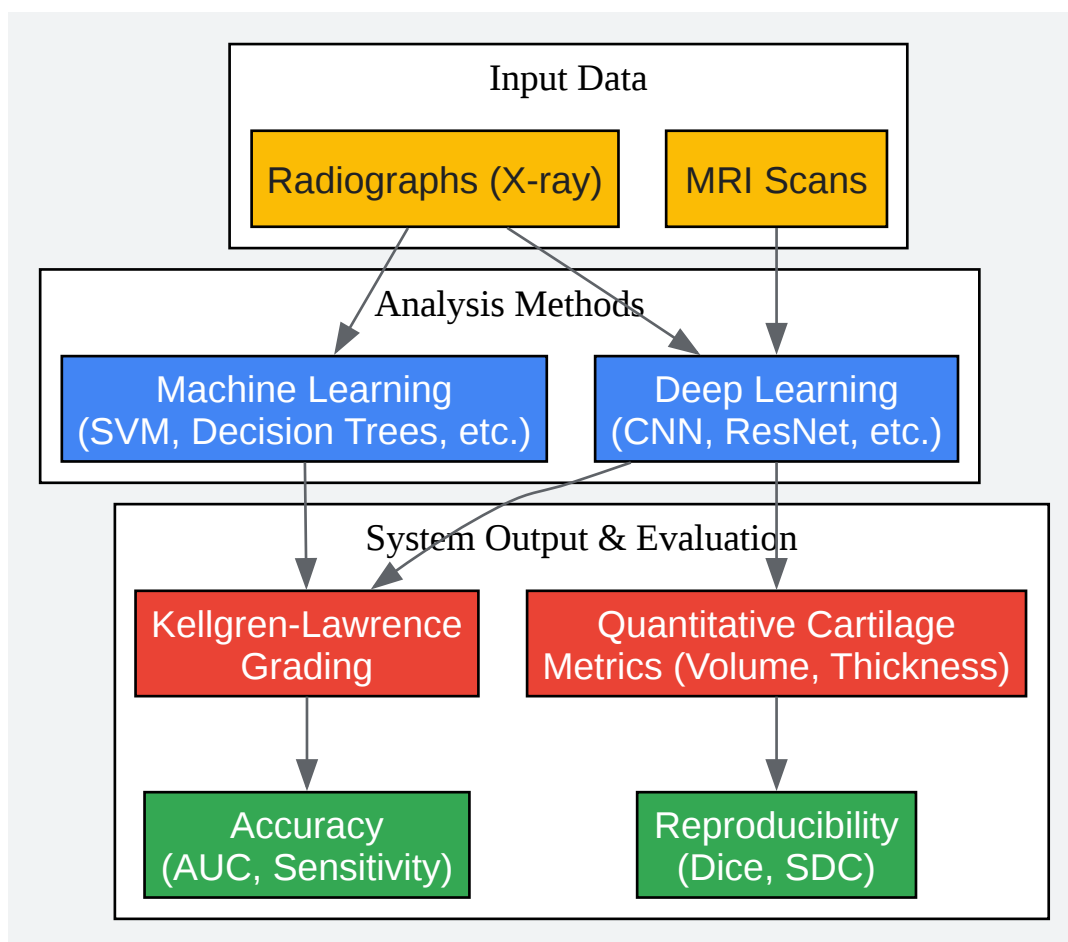 Input Data
Radiographs (X-ray)
MRI Scans
Analysis Methods
Machine Learning
(SVM, Decision Trees, etc.)
Deep Learning
(CNN, ResNet, etc.)
System Output & Evaluation
Kellgren-Lawrence
Grading
Quantitative Cartilage
Metrics (Volume, Thickness)
Accuracy
(AUC, Sensitivity)
Reproducibility
(Dice, SDC)